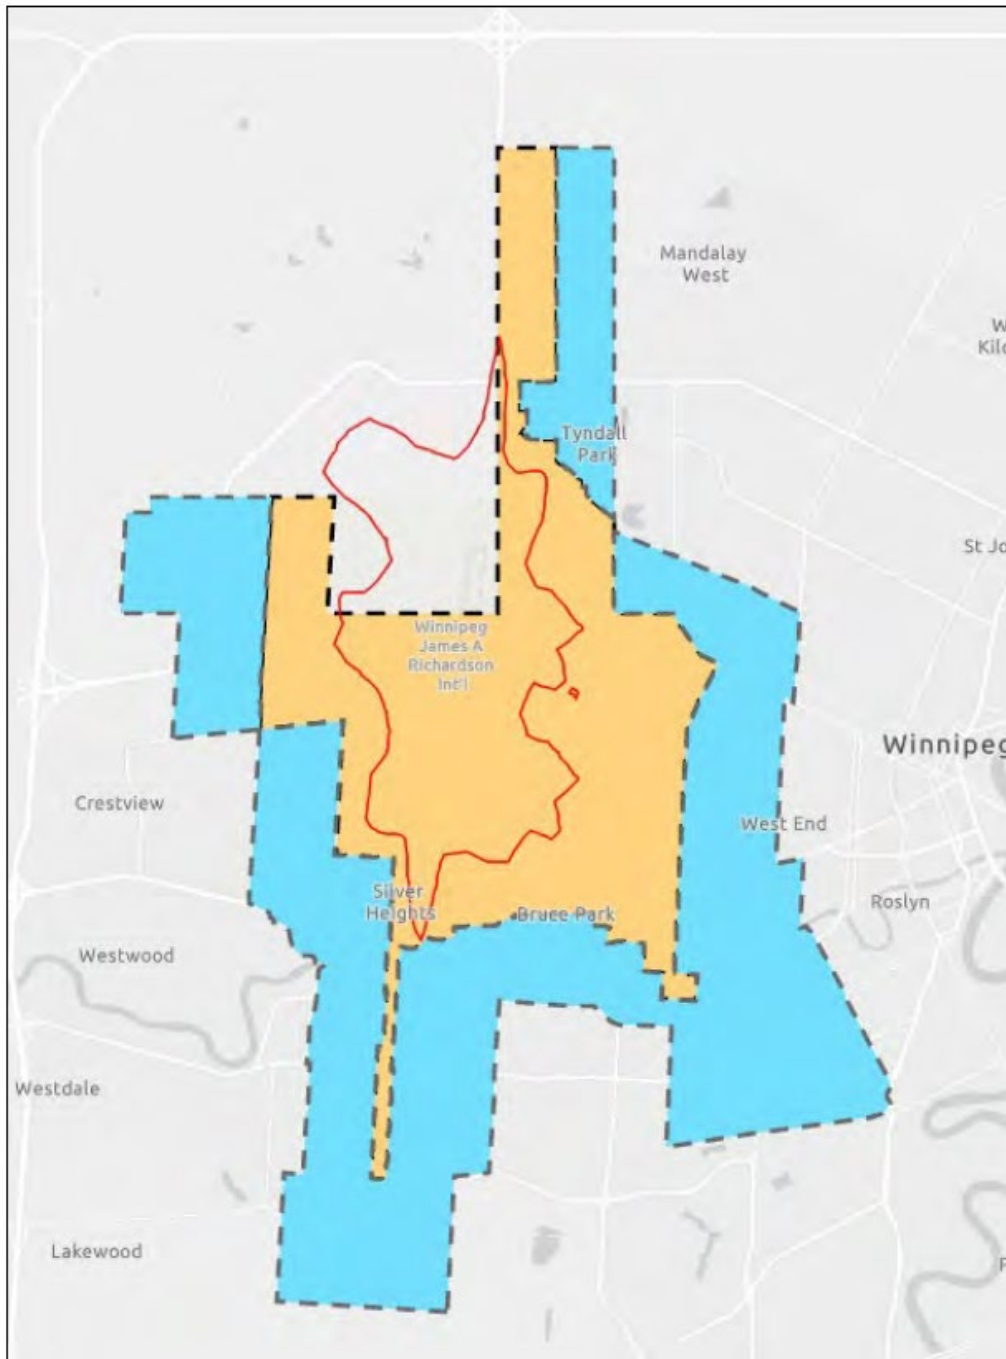 Mandalay
West
W
Kild
Tyndall
Park
St Jo
Winnipeg
James A
Richardson
Int'l
Winnipeg
Crestview
West End
Silver
Heights
Bruce Park
Roslyn
Westwood
Westdale
Lakewood